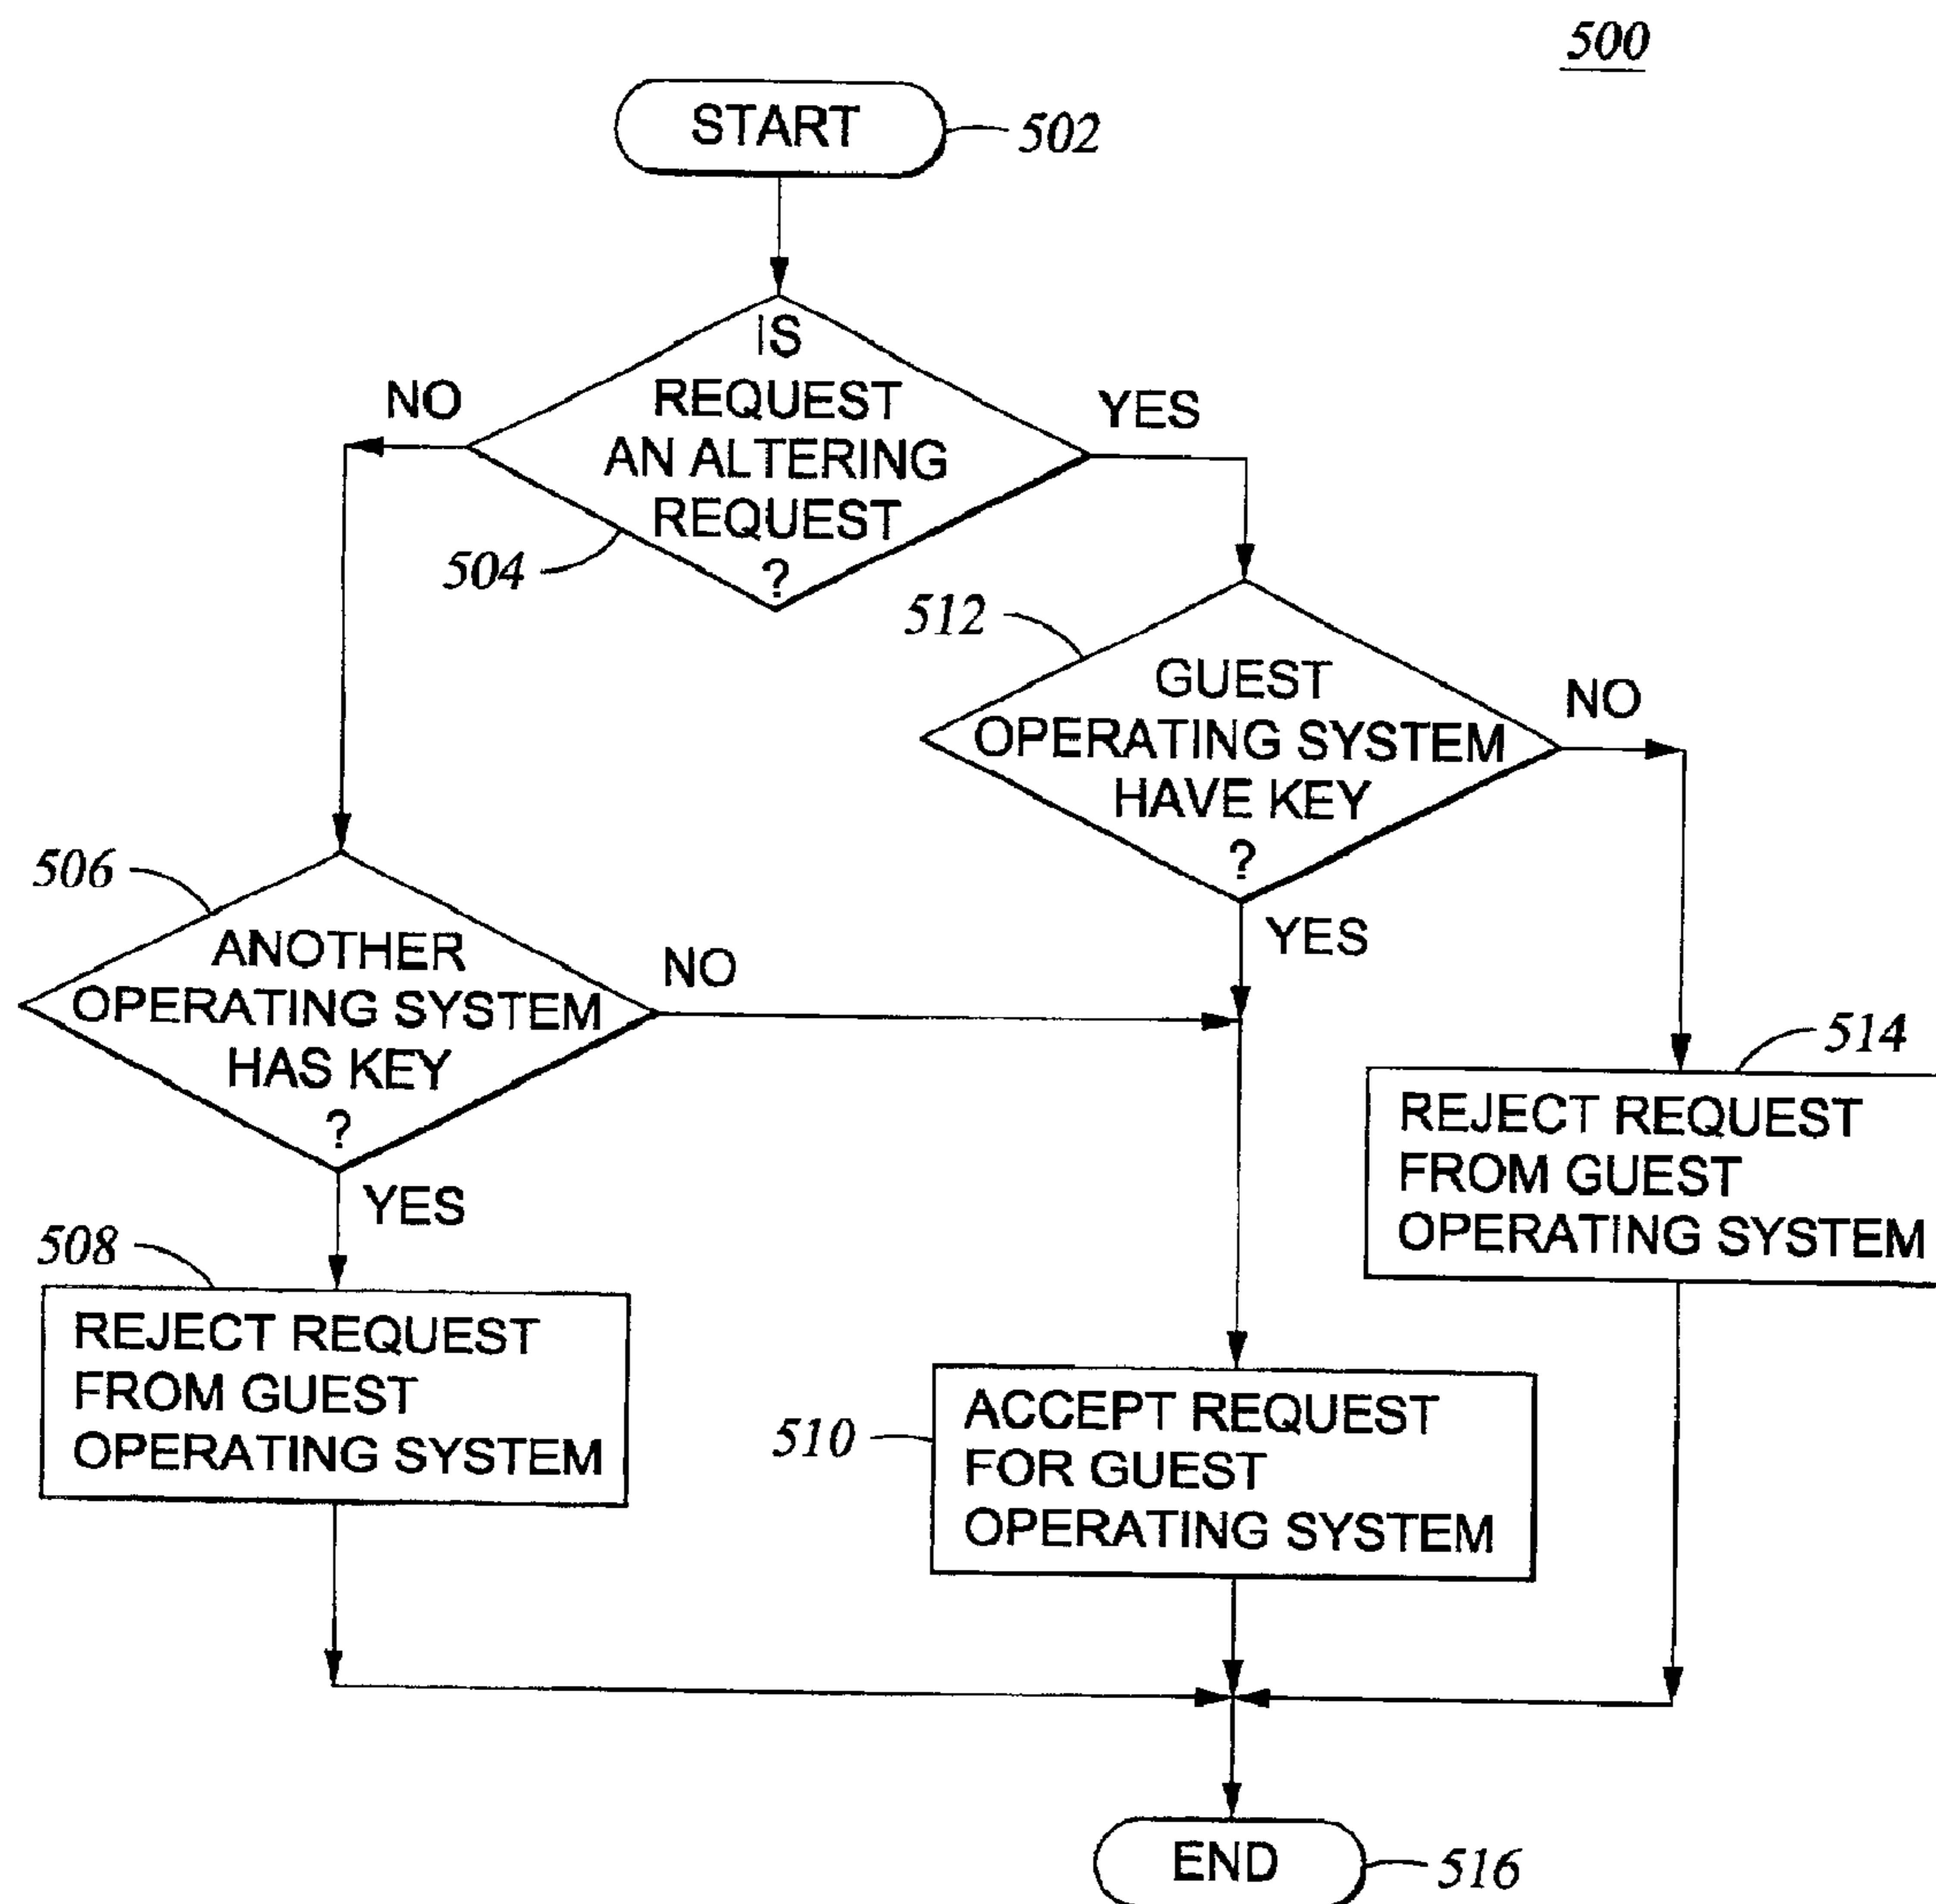 500
START
502
IS
REQUEST
AN ALTERING
REQUEST
?
NO
YES
504
512
GUEST
OPERATING SYSTEM
HAVE KEY
?
NO
YES
506
ANOTHER
OPERATING SYSTEM
HAS KEY
?
NO
YES
514
REJECT REQUEST
FROM GUEST
OPERATING SYSTEM
508
REJECT REQUEST
FROM GUEST
OPERATING SYSTEM
510
ACCEPT REQUEST
FOR GUEST
OPERATING SYSTEM
END
516